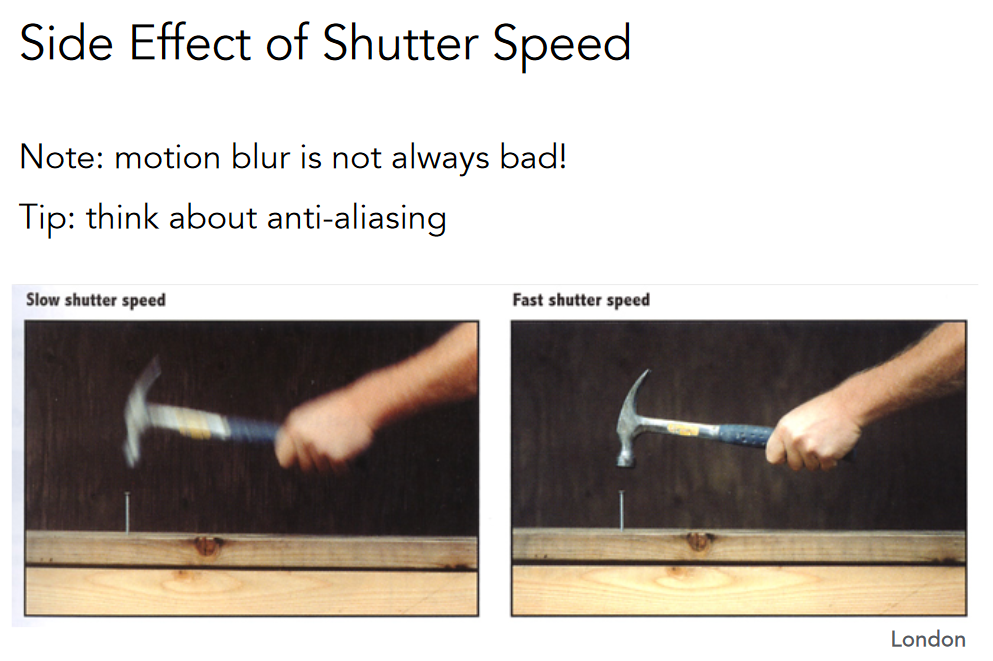 Side Effect of Shutter Speed
Note: motion blur is not always bad!
Tip: think about anti-aliasing
Slow shutter speed
Fast shutter speed
London